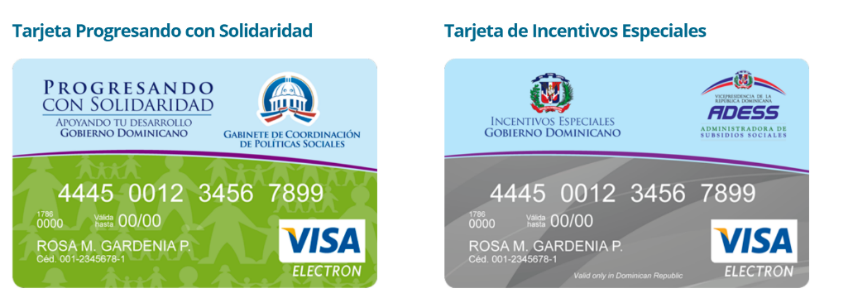 Tarjeta Progresando con Solidaridad
PROGRESANDO
CON SOLIDARIDAD
APOYANDO TU DESARROLLO
GOBIERNO DOMINICANO
GABINETE DE COORDINACIÓN
DE POLÍTICAS SOCIALES
4445 0012 3456 7899
1786
0000
Válida
hasta 00/00
ROSA M. GARDENIA P.
Céd. 001-2345678-1
VISA
ELECTRON
Tarjeta de Incentivos Especiales
INCENTIVOS ESPECIALES
GOBIERNO DOMINICANO
VICEPRESIDENCIA DE LA
REPÚBLICA DOMINICANA
ADESS
ADMINISTRADORA DE
SUBSIDIOS SOCIALES
4445 0012 3456 7899
1786
0000
Válida
hasta 00/00
ROSA M. GARDENIA P.
Céd. 001-2345678-1
Valid only in Dominican Republic
VISA
ELECTRON